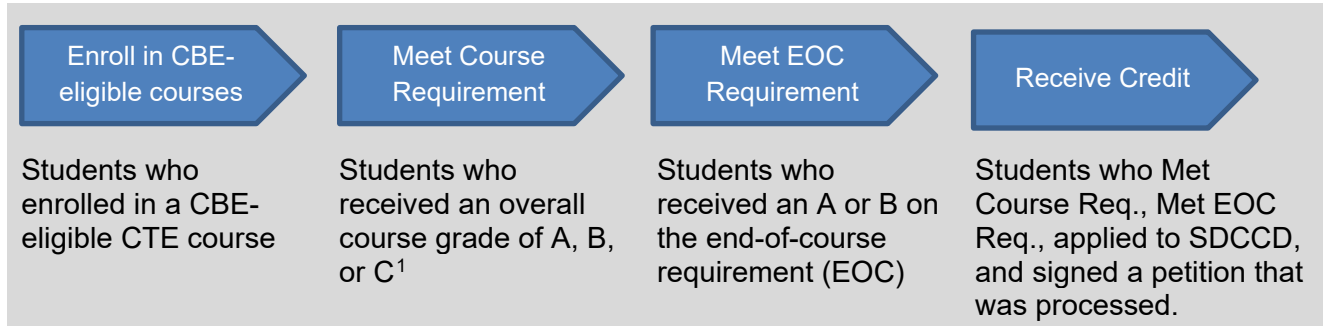 Enroll in CBE-
eligible courses
Meet Course
Requirement
Meet EOC
Requirement
Receive Credit
Students who
enrolled in a CBE-
eligible CTE course
Students who
received an overall
course grade of A, B,
or C1
Students who
received an A or B on
the end-of-course
requirement (EOC)
Students who Met
Course Req., Met EOC
Req., applied to SDCCD,
and signed a petition that
was processed.